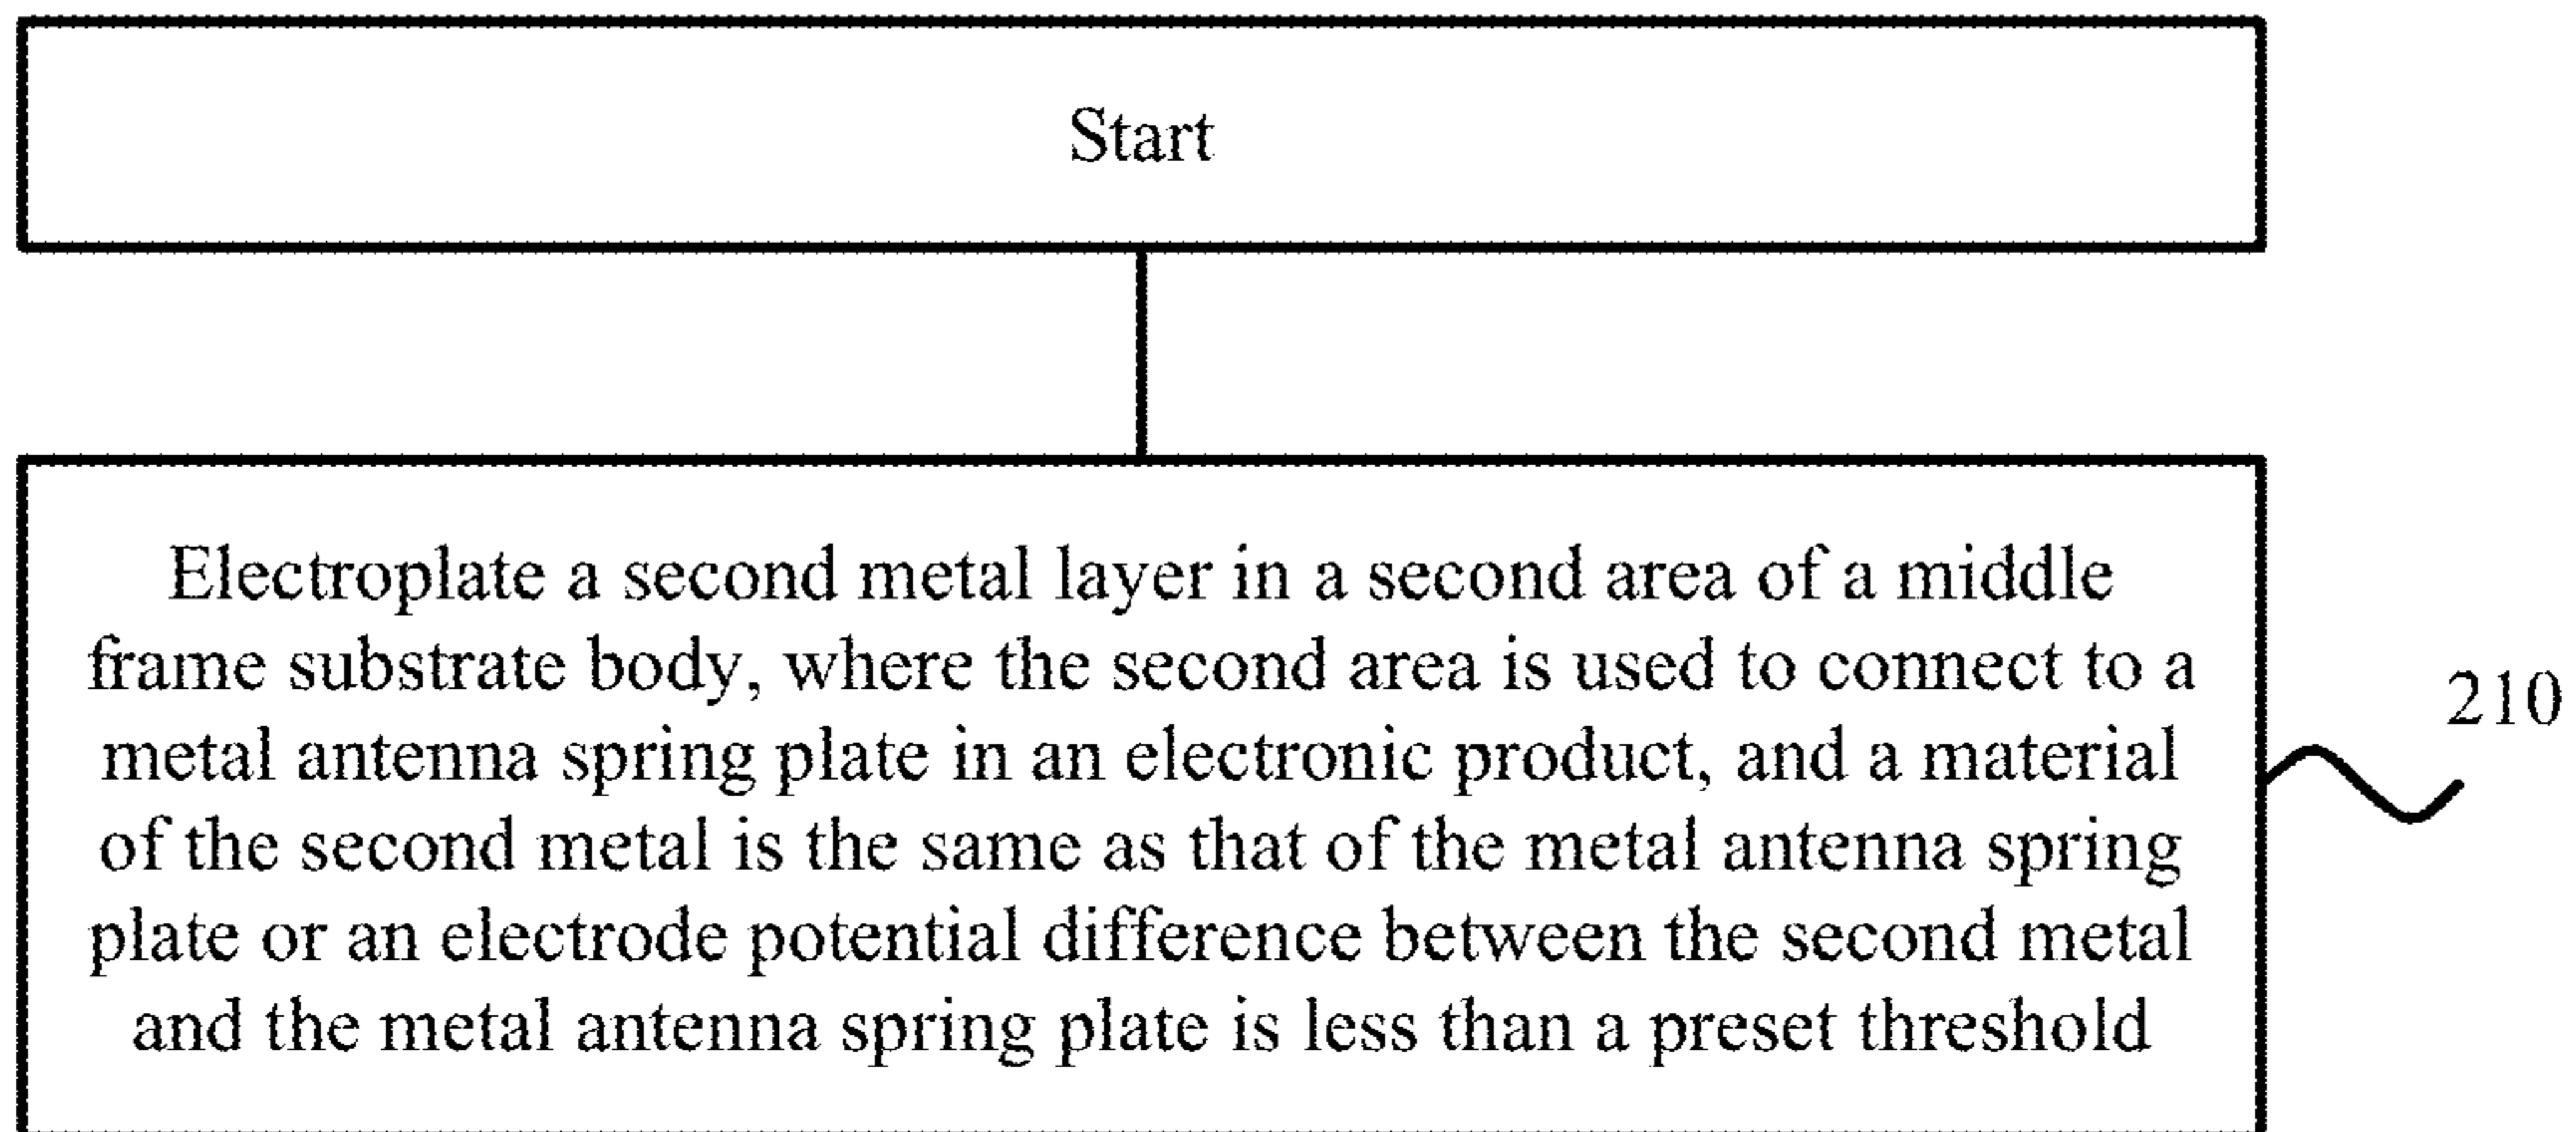 Start
Electroplate a second metal layer in a second area of a middle
frame substrate body, where the second area is used to connect to a
metal antenna spring plate in an electronic product, and a material
of the second metal is the same as that of the metal antenna spring
plate or an electrode potential difference between the second metal
and the metal antenna spring plate is less than a preset threshold
210